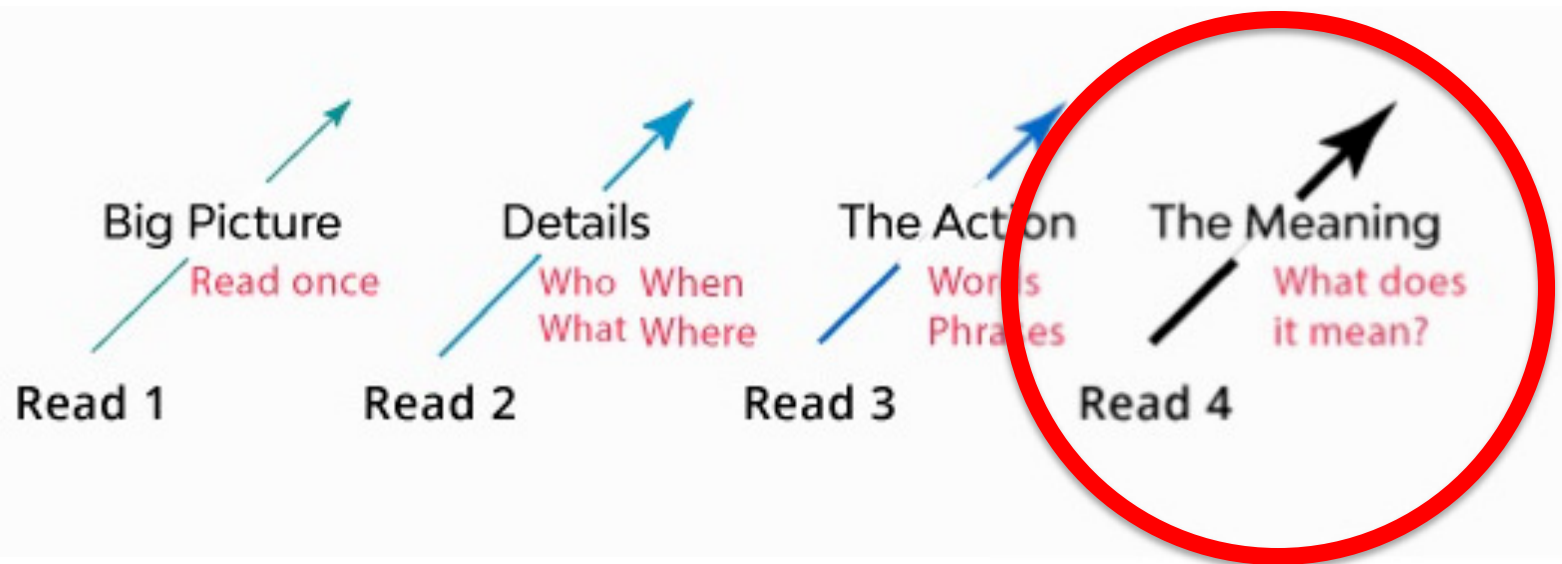 Big Picture
Read once
Read 1
Details
Who When
What Where
Read 2
The Action
Words
Phrases
Read 3
The Meaning
What does
it mean?
Read 4